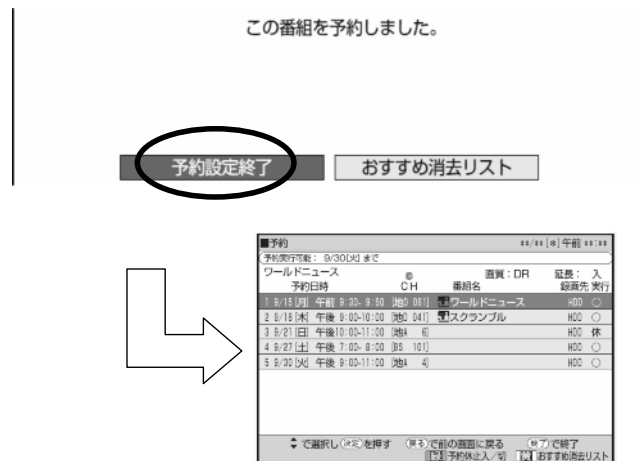 この番組を予約しました。
予約設定終了 おすすめ消去リスト
■予約 **/**[*]午前 **:**
予約実行可能： 9/30[火] まで
ワールドニュース 画質：DR 延長： 入
予約日時 CH 番組名 録画先 実行
1 9/15[月] 午前 9:30- 9:50 [地D 061] ワールドニュース HDD ○
2 9/18[木] 午後 9:00-10:00 [地D 041] スクランブル HDD ○
3 9/21[日] 午後10:00-11:00 [地A 6] HDD 休
4 9/27[土] 午後 7:00- 8:00 [BS 101] HDD ○
5 9/30[火] 午後 9:00-11:00 [地A 4] HDD ○
で選択し(決定)を押す (戻る)で前の画面に戻る (終了)で終了
予約休止入／切 おすすめ消去リスト